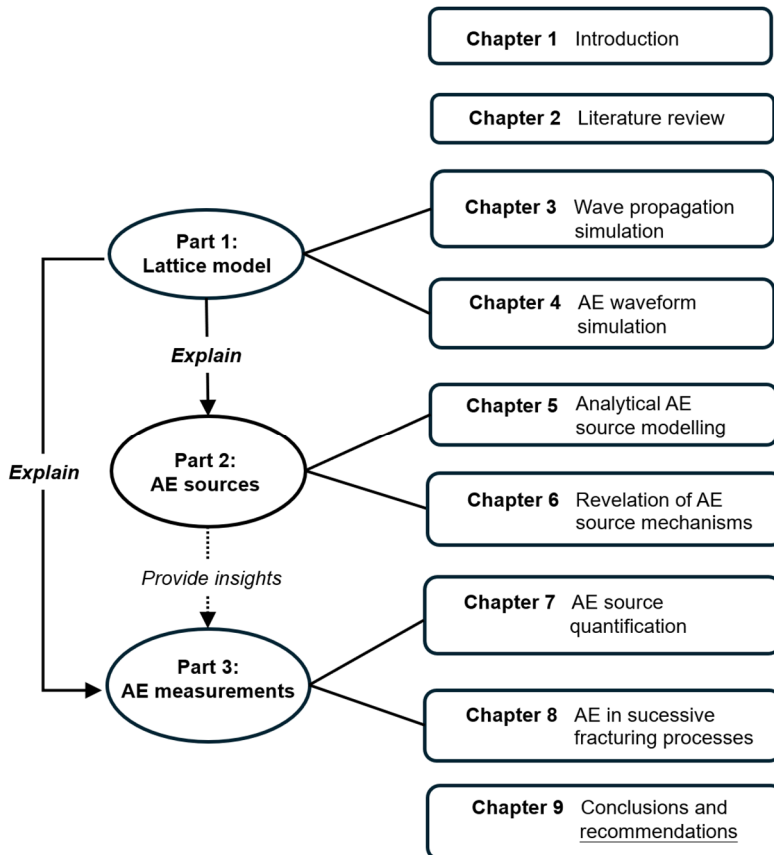 Chapter 1 Introduction
Chapter 2 Literature review
Chapter 3 Wave propagation
simulation
Part 1:
Lattice model
Chapter 4 AE waveform
simulation
Explain
Chapter 5 Analytical AE
source modelling
Part 2:
AE sources
Explain
Chapter 6 Revelation of AE
source mechanisms
Provide insights
Chapter 7 AE source
quantification
Part 3:
AE measurements
Chapter 8 AE in sucessive
fracturing processes
Chapter 9 Conclusions and
recommendations